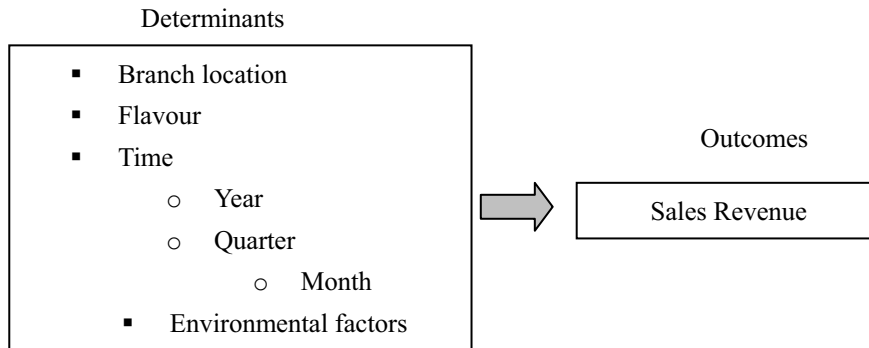 Determinants
▪ Branch location
▪ Flavour
▪ Time
o Year
o Quarter
o Month
▪ Environmental factors
Outcomes
Sales Revenue